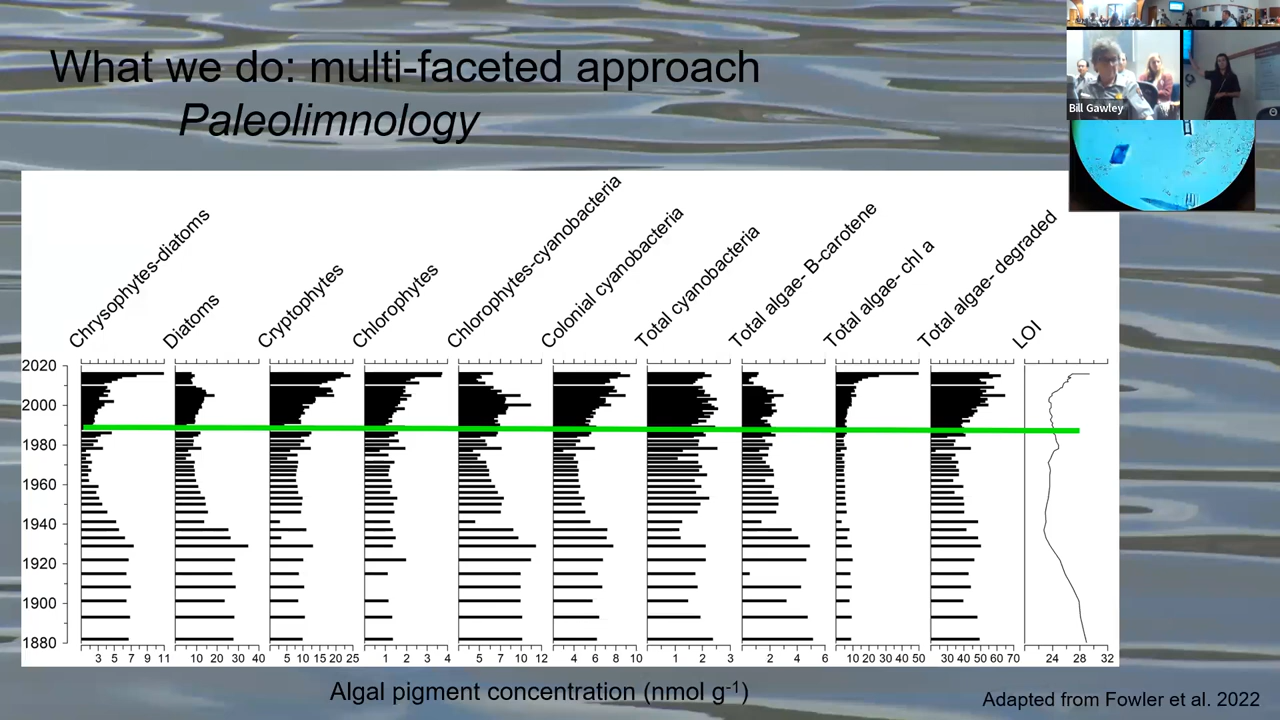 What we do: multi-faceted approach
Paleolimnology
Bill Gawley
Chrysophytes-diatoms
Diatoms
Cryptophytes
Chlorophytes
Chlorophytes-cyanobacteria
Colonial cyanobacteria
Total cyanobacteria
Total algae- B-carotene
Total algae- chl a
Total algae- degraded
LOI
2020
2000
1980
1960
1940
1920
1900
1880
3 5 7 9 11
10 20 30 40
5 10 15 20 25
1 2 3 4
5 7 10 12
4 6 8 10
1 2 3
2 4 6
10 20 30 40 50
30 40 50 60 70
24 28 32
Algal pigment concentration (nmol g-1)
Adapted from Fowler et al. 2022